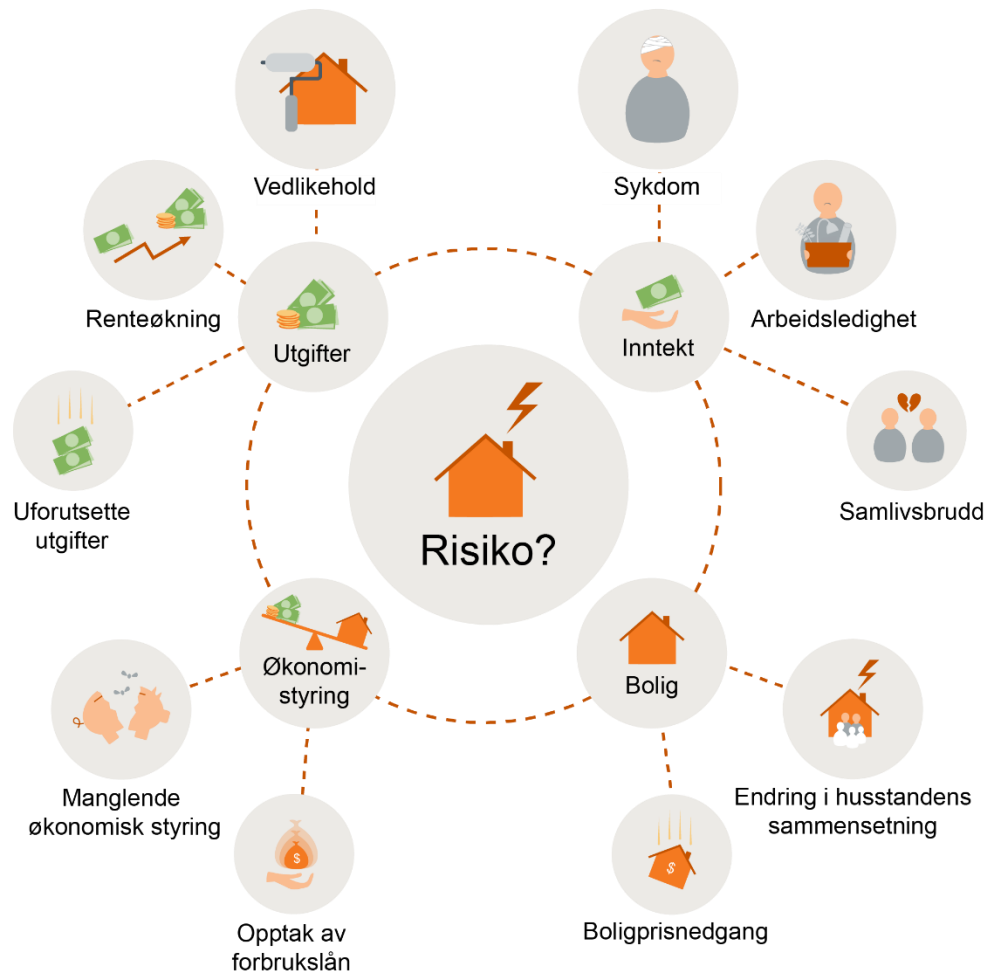 Vedlikehold
Sykdom
Renteøkning
Utgifter
Inntekt
Arbeidsledighet
Uforutsette
utgifter
Samlivsbrudd
Risiko?
Økonomi-
styring
Bolig
Manglende
økonomisk styring
Endring i husstandens
sammensetning
Opptak av
forbrukslån
$
Boligprisnedgang
$